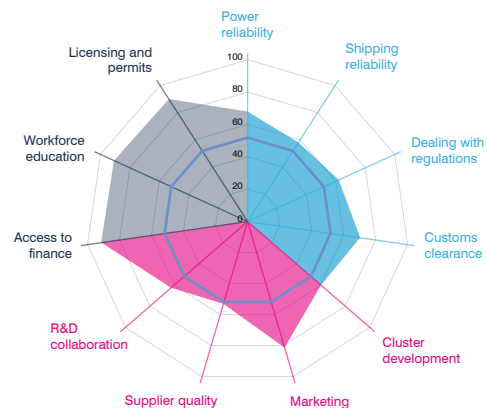 Power
reliability
Shipping
reliability
Licensing and
permits
100
80
60
40
20
0
Workforce
education
Dealing with
regulations
Access to
finance
Customs
clearance
R&D
collaboration
Cluster
development
Supplier quality
Marketing